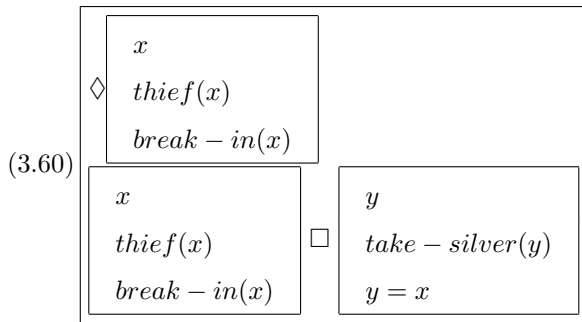 x
◇ thief(x)
break − in(x)
(3.60)
x y
thief(x) □ take − silver(y)
break − in(x) y = x